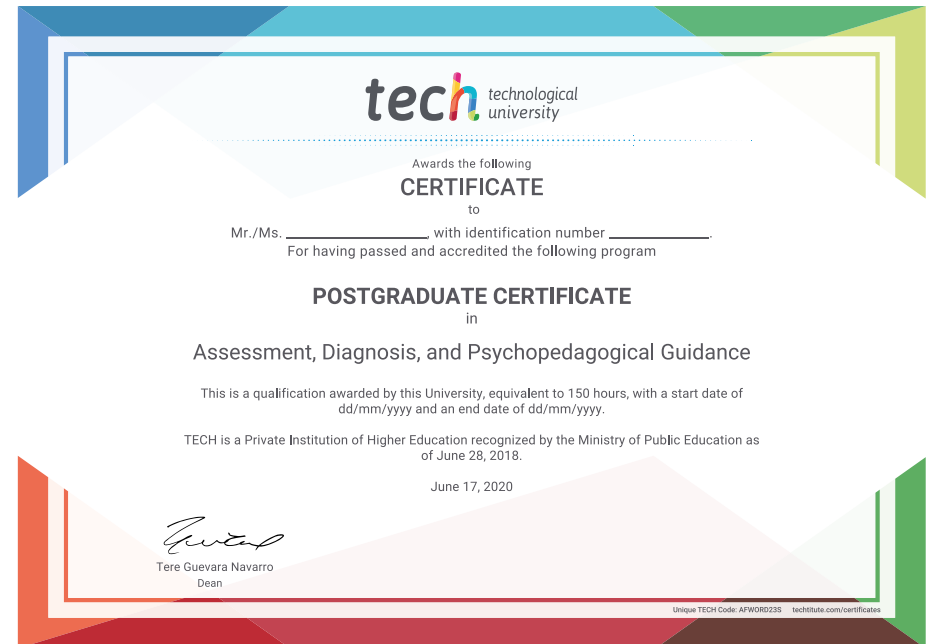 tech technological
university
Awards the following
CERTIFICATE
to
Mr./Ms. ____________________, with identification number ______________.
For having passed and accredited the following program
POSTGRADUATE CERTIFICATE
in
Assessment, Diagnosis, and Psychopedagogical Guidance
This is a qualification awarded by this University, equivalent to 150 hours, with a start date of
dd/mm/yyyy and an end date of dd/mm/yyyy.
TECH is a Private Institution of Higher Education recognized by the Ministry of Public Education as
of June 28, 2018.
June 17, 2020
Tere Guevara Navarro
Dean
Unique TECH Code: AFWORD23S techtitute.com/certificates